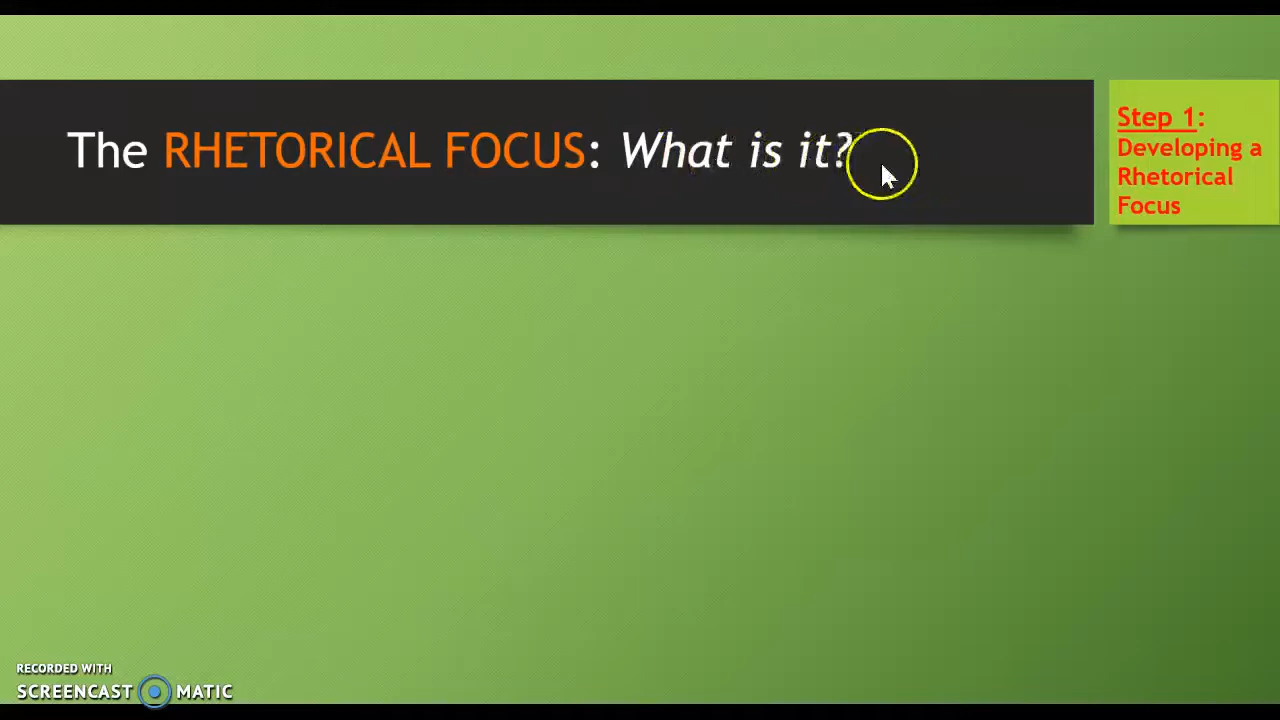 The RHETORICAL FOCUS: What is it?
Step 1:
Developing a
Rhetorical
Focus
RECORDED WITH
SCREENCAST MATIC